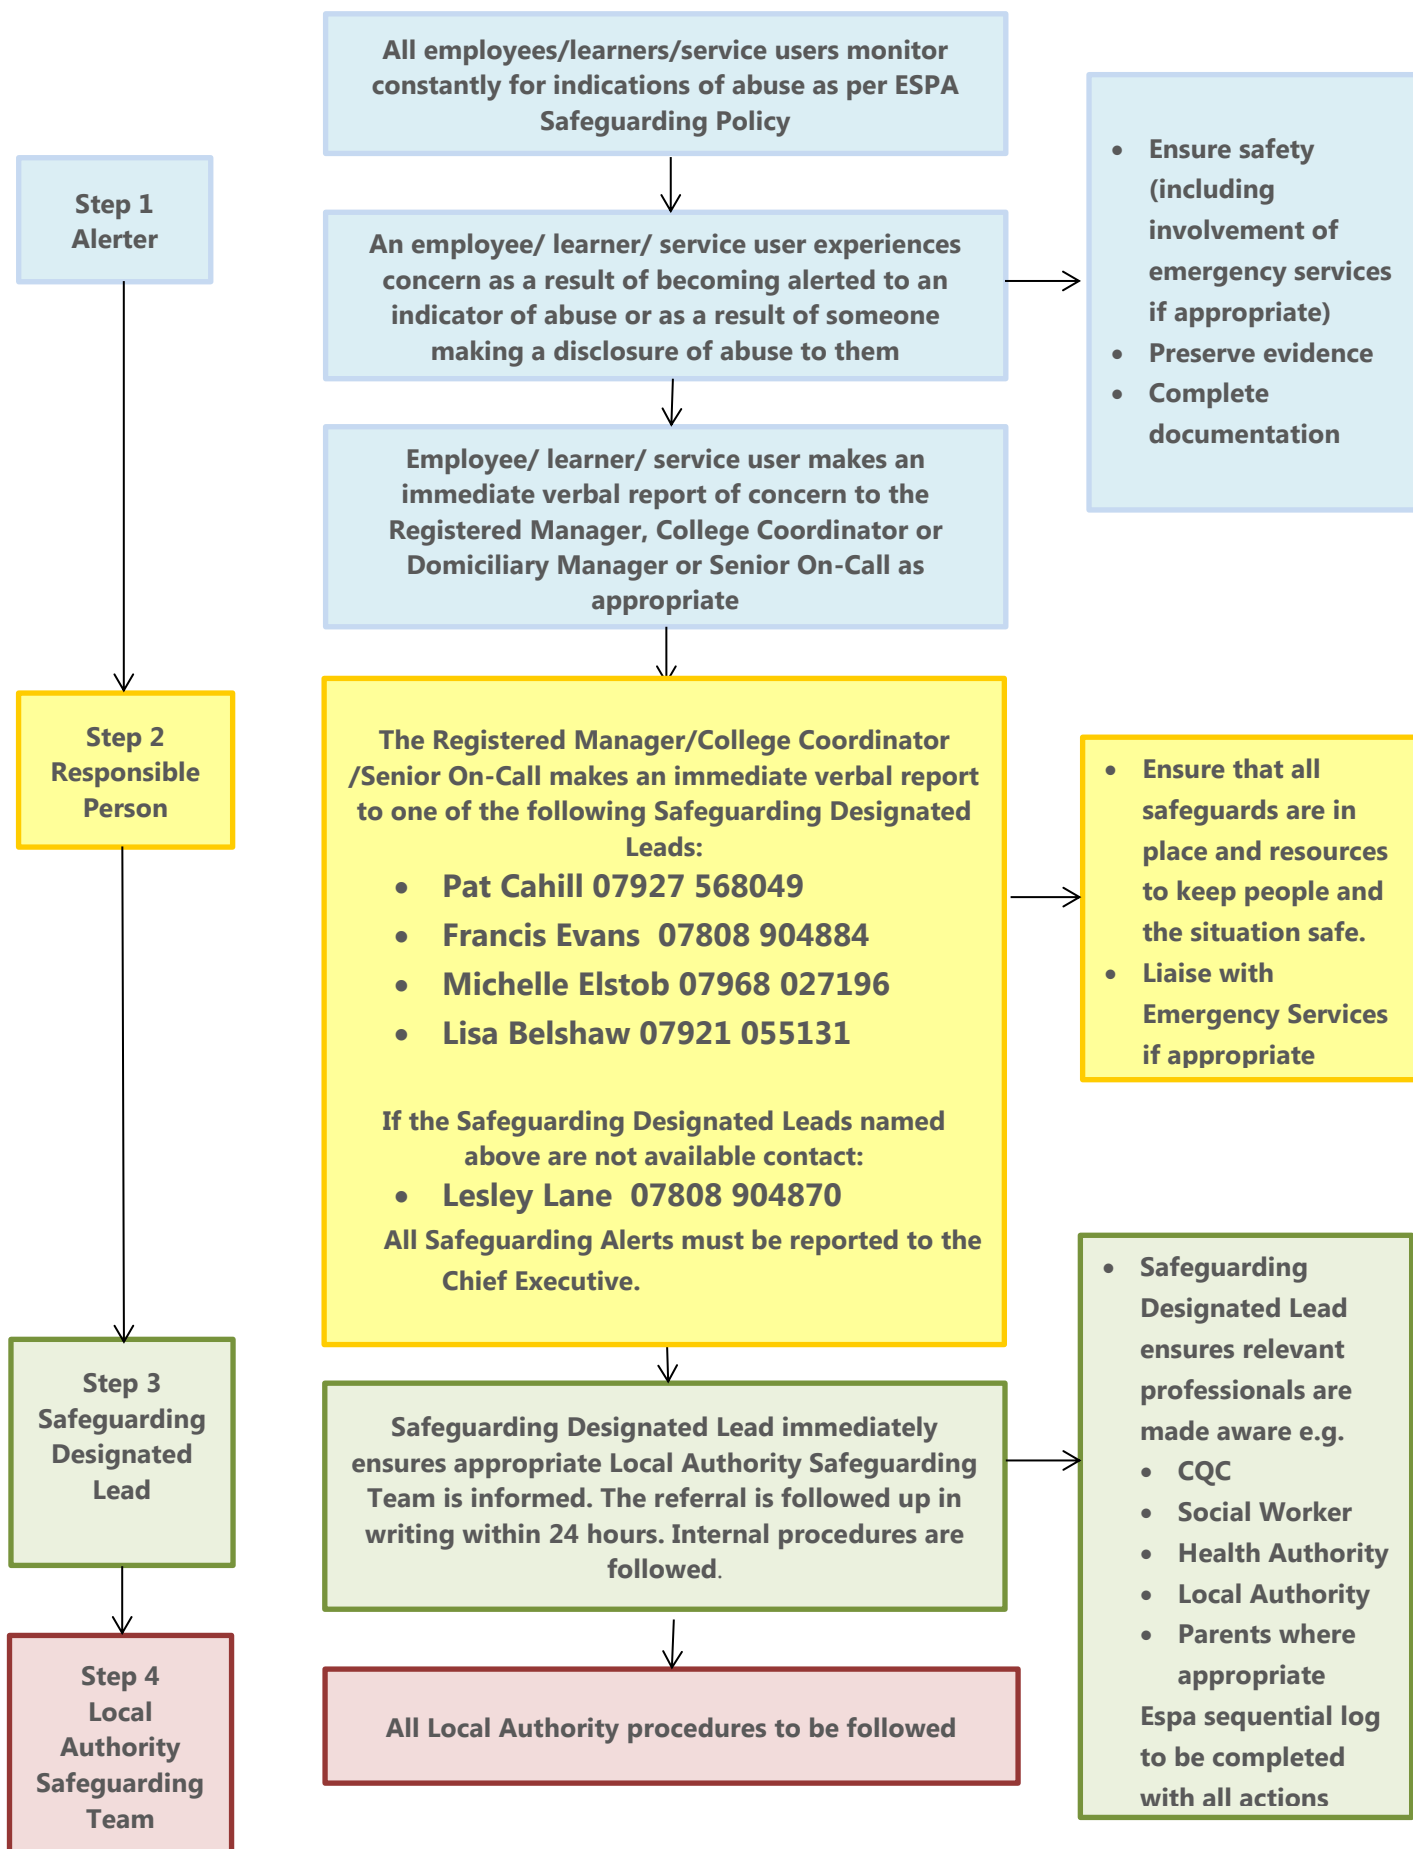 All employees/learners/service users monitor
constantly for indications of abuse as per ESPA
Safeguarding Policy
Step 1
Alerter
An employee/ learner/ service user experiences
concern as a result of becoming alerted to an
indicator of abuse or as a result of someone
making a disclosure of abuse to them
• Ensure safety
(including
involvement of
emergency services
if appropriate)
• Preserve evidence
• Complete
documentation
Employee/ learner/ service user makes an
immediate verbal report of concern to the
Registered Manager, College Coordinator or
Domiciliary Manager or Senior On-Call as
appropriate
Step 2
Responsible
Person
The Registered Manager/College Coordinator
/Senior On-Call makes an immediate verbal report
to one of the following Safeguarding Designated
Leads:
• Pat Cahill 07927 568049
• Francis Evans  07808 904884
• Michelle Elstob 07968 027196
• Lisa Belshaw 07921 055131
If the Safeguarding Designated Leads named
above are not available contact:
• Lesley Lane  07808 904870
All Safeguarding Alerts must be reported to the
Chief Executive.
• Ensure that all
safeguards are in
place and resources
to keep people and
the situation safe.
• Liaise with
Emergency Services
if appropriate
Step 3
Safeguarding
Designated
Lead
Safeguarding Designated Lead immediately
ensures appropriate Local Authority Safeguarding
Team is informed. The referral is followed up in
writing within 24 hours. Internal procedures are
followed.
• Safeguarding
Designated Lead
ensures relevant
professionals are
made aware e.g.
• CQC
• Social Worker
• Health Authority
• Local Authority
• Parents where
appropriate
Espa sequential log
to be completed
with all actions
Step 4
Local
Authority
Safeguarding
Team
All Local Authority procedures to be followed